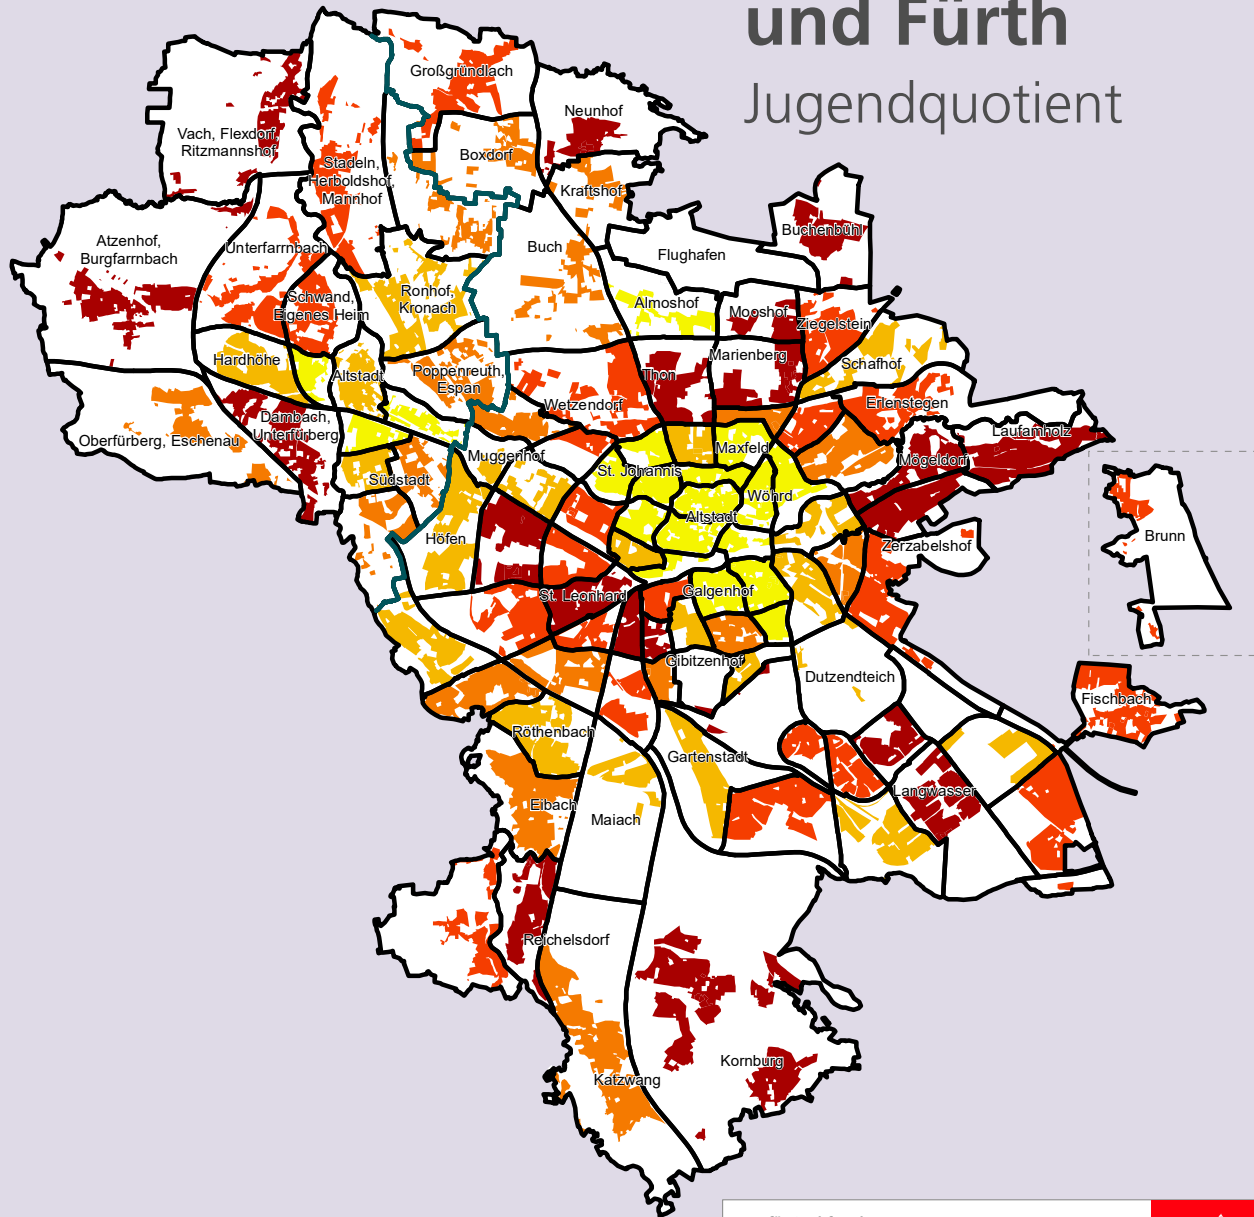 und Fürth
Jugendquotient
Großgründlach
Neunhof
Vach, Flexdorf,
Ritzmannshof
Boxdorf
Stadeln,
Herboldshof,
Mannhof
Kraftshof
Buchenbühl
Atzenhof,
Burgfarrnbach
Unterfarrnbach
Buch
Flughafen
Ronhof,
Kronach
Almoshof
Schwand,
Eigenes Heim
Mooshof
Ziegelstein
Hardhöhe
Altstadt
Poppenreuth,
Espan
Thon
Marienberg
Schafhof
Wetzendorf
Erlenstegen
Dambach,
Unterfürberg
Oberfürberg, Eschenau
Laufamholz
Muggenhof
Maxfeld
Mögeldorf
Südstadt
St. Johannis
Wöhrd
Altstadt
Höfen
Zerzabelshof
Brunn
St. Leonhard
Galgenhof
Gibitzenhof
Dutzendteich
Fischbach
Röthenbach
Gartenstadt
Langwasser
Eibach
Maiach
Reichelsdorf
Kornburg
Katzwang